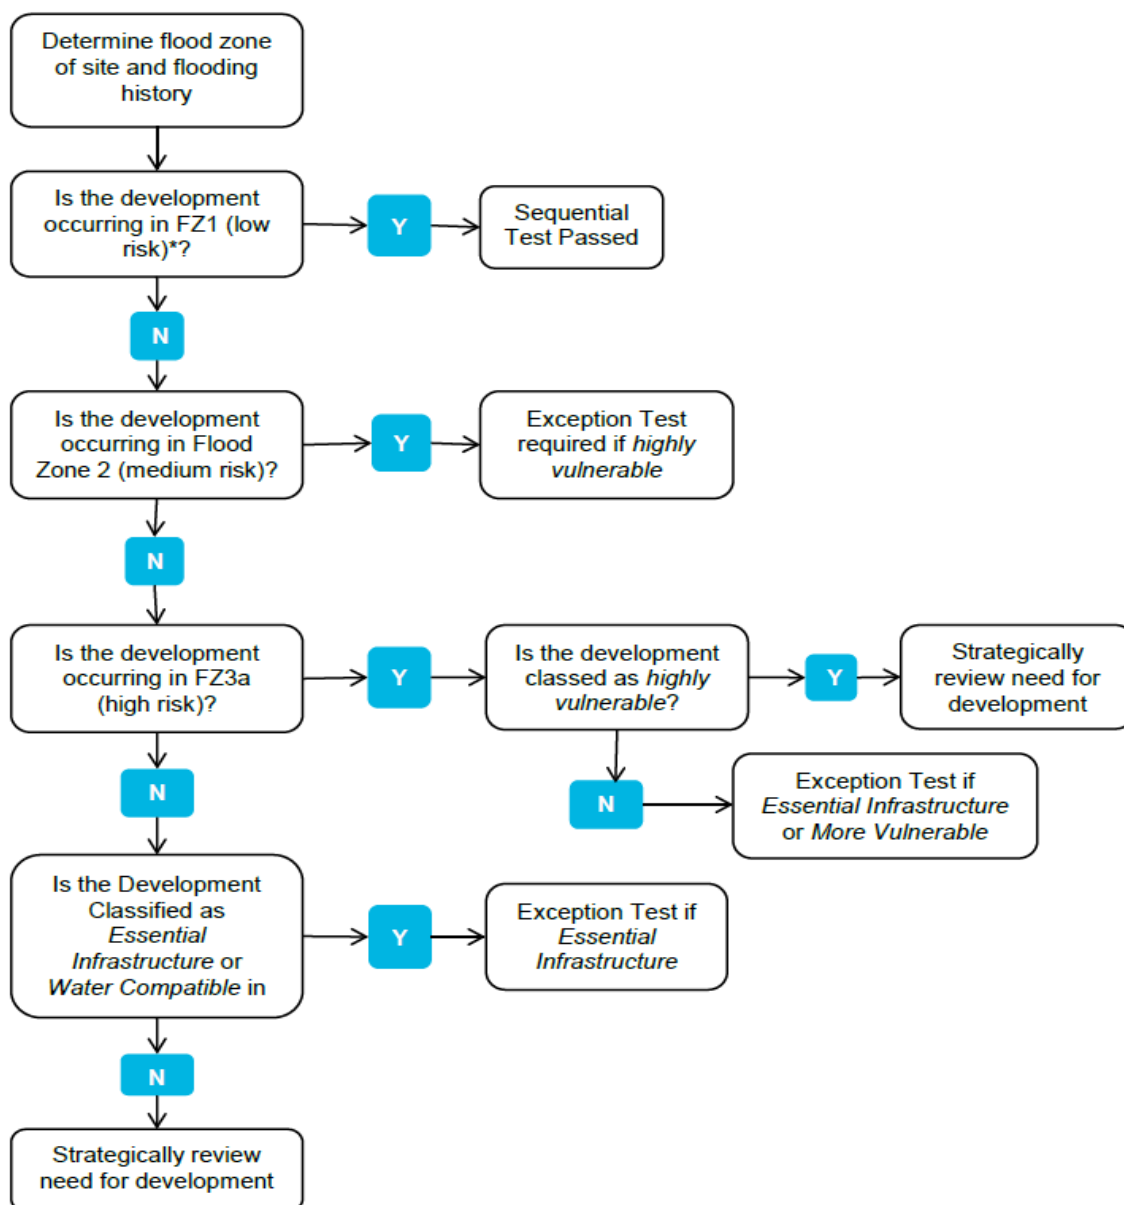 Determine flood zone
of site and flooding
history
Is the development
occurring in FZ1 (low
risk)*?
Y
Sequential
Test Passed
N
Is the development
occurring in Flood
Zone 2 (medium risk)?
Y
Exception Test
required if highly
vulnerable
N
Is the development
occurring in FZ3a
(high risk)?
Y
Is the development
classed as highly
vulnerable?
Y
Strategically
review need for
development
N
Exception Test if
Essential Infrastructure
or More Vulnerable
N
Is the Development
Classified as
Essential
Infrastructure or
Water Compatible in
Y
Exception Test if
Essential
Infrastructure
N
Strategically review
need for development